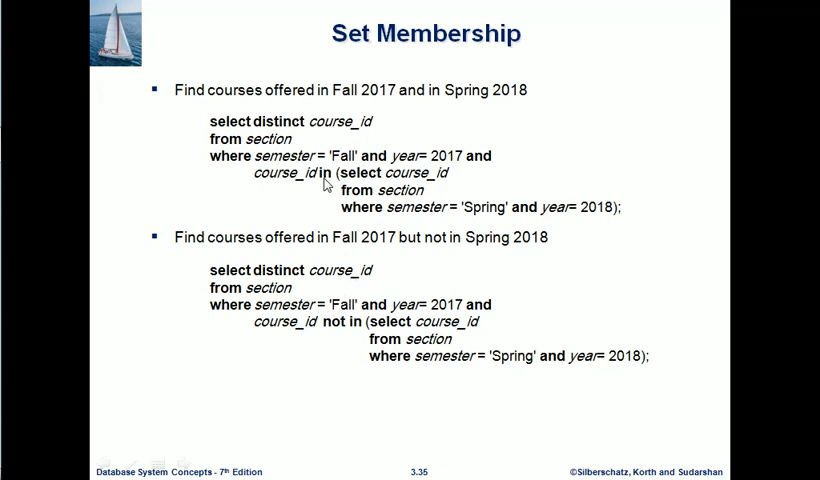 Set Membership
▪ Find courses offered in Fall 2017 and in Spring 2018
select distinct course_id
from section
where semester = 'Fall' and year= 2017 and
course_id in (select course_id
from section
where semester = 'Spring' and year= 2018);
▪ Find courses offered in Fall 2017 but not in Spring 2018
select distinct course_id
from section
where semester = 'Fall' and year= 2017 and
course_id not in (select course_id
from section
where semester = 'Spring' and year= 2018);
Database System Concepts - 7th Edition
3.35
©Silberschatz, Korth and Sudarshan